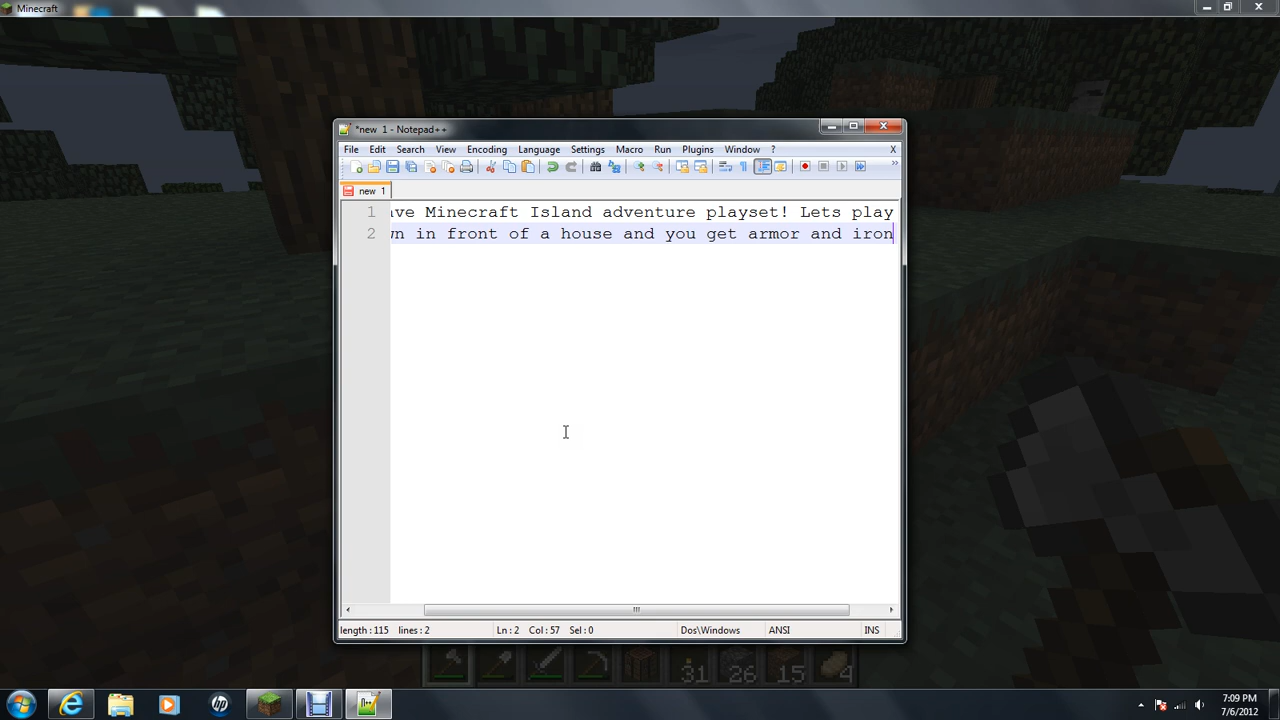 Minecraft
*new 1 - Notepad++
File Edit Search View Encoding Language Settings Macro Run Plugins Window ? X
new 1
1 ave Minecraft Island adventure playset! Lets play
2 wn in front of a house and you get armor and iron
length : 115 lines : 2 Ln : 2 Col : 57 Sel : 0 Dos\Windows ANSI INS
31 26 15 4
7:09 PM
7/6/2012